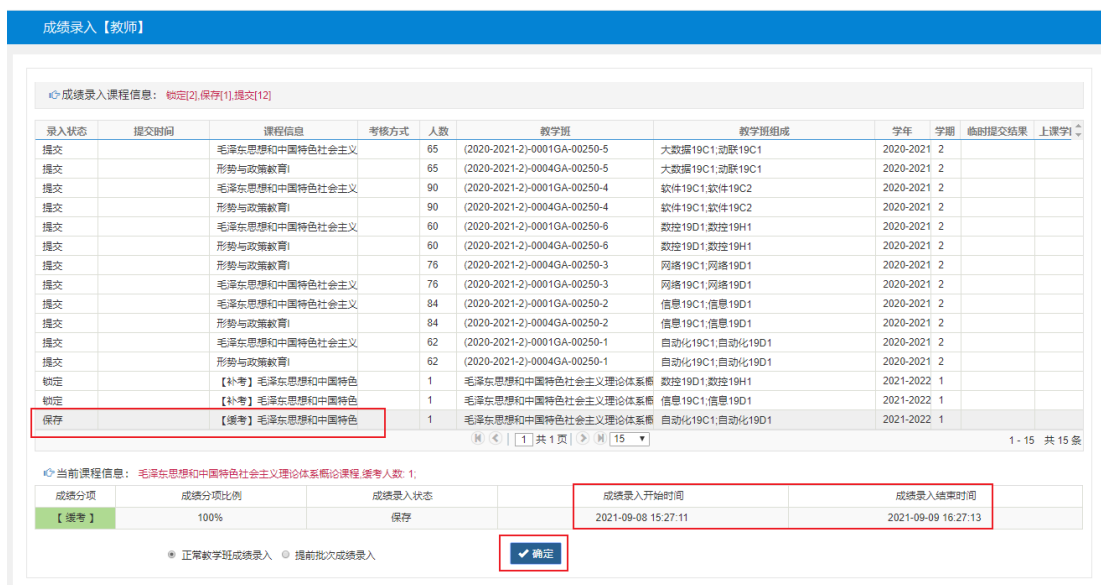 成绩录入【教师】
成绩录入课程信息： 锁定[2],保存[1],提交[12]
录入状态 提交时间 课程信息 考核方式 人数 教学班 教学班组成 学年 学期 临时提交结果 上课学
提交 毛泽东思想和中国特色社会主义 65 (2020-2021-2)-0001GA-00250-5 大数据19C1;动联19C1 2020-2021 2
提交 形势与政策教育I 65 (2020-2021-2)-0004GA-00250-5 大数据19C1;动联19C1 2020-2021 2
提交 毛泽东思想和中国特色社会主义 90 (2020-2021-2)-0001GA-00250-4 软件19C1;软件19C2 2020-2021 2
提交 形势与政策教育I 90 (2020-2021-2)-0004GA-00250-4 软件19C1;软件19C2 2020-2021 2
提交 毛泽东思想和中国特色社会主义 60 (2020-2021-2)-0001GA-00250-6 数控19D1;数控19H1 2020-2021 2
提交 形势与政策教育I 60 (2020-2021-2)-0004GA-00250-6 数控19D1;数控19H1 2020-2021 2
提交 形势与政策教育I 76 (2020-2021-2)-0004GA-00250-3 网络19C1;网络19D1 2020-2021 2
提交 毛泽东思想和中国特色社会主义 76 (2020-2021-2)-0001GA-00250-3 网络19C1;网络19D1 2020-2021 2
提交 毛泽东思想和中国特色社会主义 84 (2020-2021-2)-0001GA-00250-2 信息19C1;信息19D1 2020-2021 2
提交 形势与政策教育I 84 (2020-2021-2)-0004GA-00250-2 信息19C1;信息19D1 2020-2021 2
提交 毛泽东思想和中国特色社会主义 62 (2020-2021-2)-0001GA-00250-1 自动化19C1;自动化19D1 2020-2021 2
提交 形势与政策教育I 62 (2020-2021-2)-0004GA-00250-1 自动化19C1;自动化19D1 2020-2021 2
锁定 【补考】毛泽东思想和中国特色 1 毛泽东思想和中国特色社会主义理论体系概 数控19D1;数控19H1 2021-2022 1
锁定 【补考】毛泽东思想和中国特色 1 毛泽东思想和中国特色社会主义理论体系概 信息19C1;信息19D1 2021-2022 1
保存 【缓考】毛泽东思想和中国特色 1 毛泽东思想和中国特色社会主义理论体系概 自动化19C1;自动化19D1 2021-2022 1
1 共1页 15 1 - 15 共 15 条
当前课程信息： 毛泽东思想和中国特色社会主义理论体系概论课程,缓考人数: 1;
成绩分项 成绩分项比例 成绩录入状态 成绩录入开始时间 成绩录入结束时间
【 缓考 】 100% 保存 2021-09-08 15:27:11 2021-09-09 16:27:13
正常教学班成绩录入 提前批次成绩录入 确定